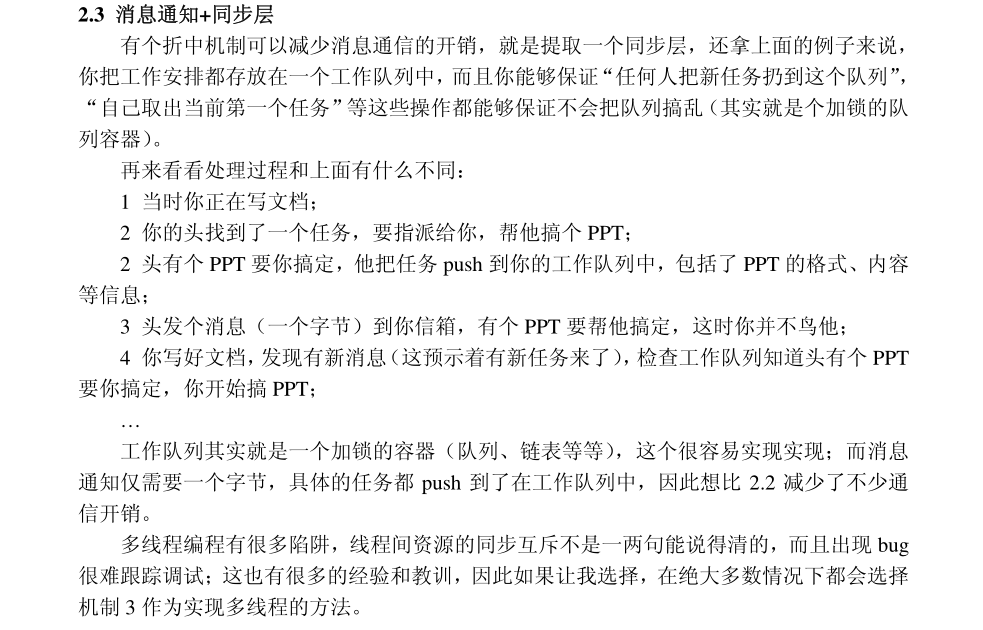 2.3 消息通知+同步层
有个折中机制可以减少消息通信的开销，就是提取一个同步层，还拿上面的例子来说，
你把工作安排都存放在一个工作队列中，而且你能够保证“任何人把新任务扔到这个队列”，
“自己取出当前第一个任务”等这些操作都能够保证不会把队列搞乱（其实就是个加锁的队
列容器）。
再来看看处理过程和上面有什么不同：
1 当时你正在写文档；
2 你的头找到了一个任务，要指派给你，帮他搞个 PPT；
2 头有个 PPT 要你搞定，他把任务 push 到你的工作队列中，包括了 PPT 的格式、内容
等信息；
3 头发个消息（一个字节）到你信箱，有个 PPT 要帮他搞定，这时你并不鸟他；
4 你写好文档，发现有新消息（这预示着有新任务来了），检查工作队列知道头有个 PPT
要你搞定，你开始搞 PPT；
…
工作队列其实就是一个加锁的容器（队列、链表等等），这个很容易实现实现；而消息
通知仅需要一个字节，具体的任务都 push 到了在工作队列中，因此想比 2.2 减少了不少通
信开销。
多线程编程有很多陷阱，线程间资源的同步互斥不是一两句能说得清的，而且出现 bug
很难跟踪调试；这也有很多的经验和教训，因此如果让我选择，在绝大多数情况下都会选择
机制 3 作为实现多线程的方法。